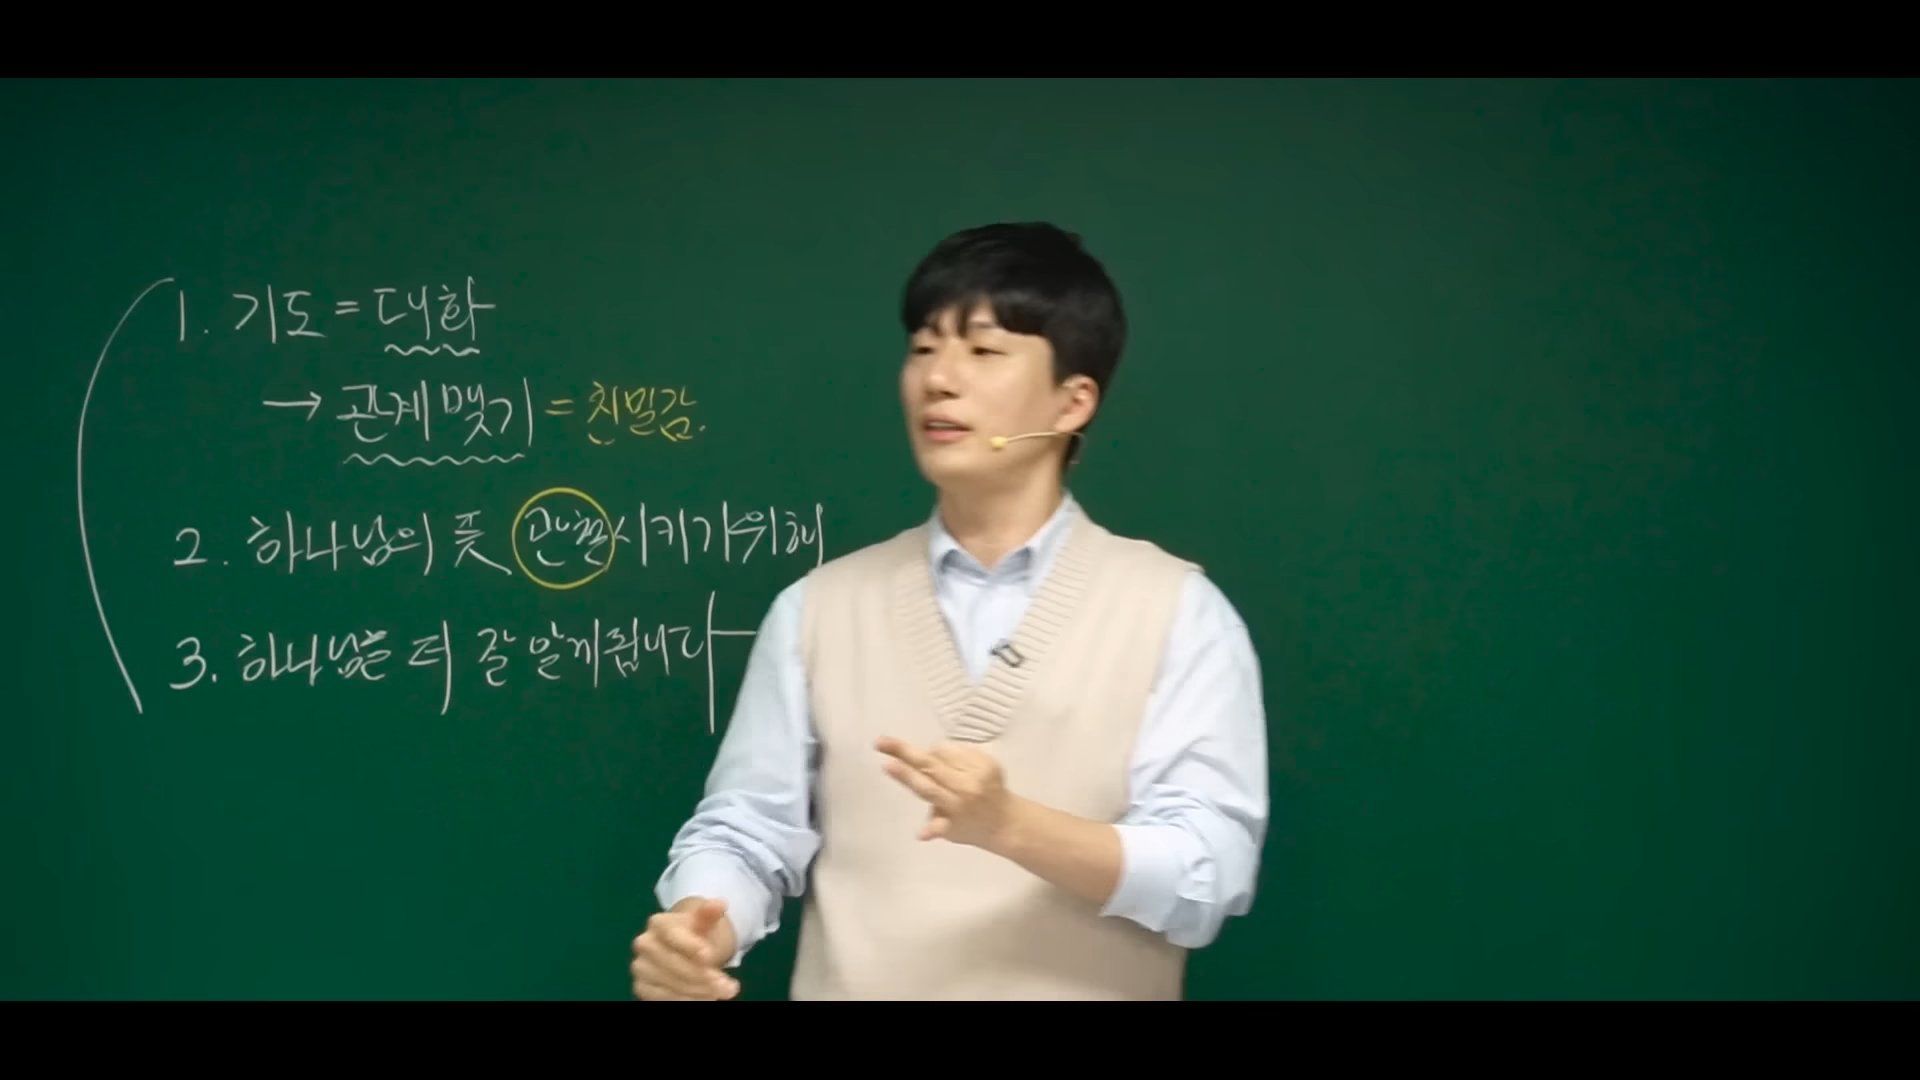 1. 기도 = 대화
→ 관계 맺기 = 친밀감.
2. 하나님의 뜻 관철시키기위해
3. 하나님을 더 잘 알게됩니다